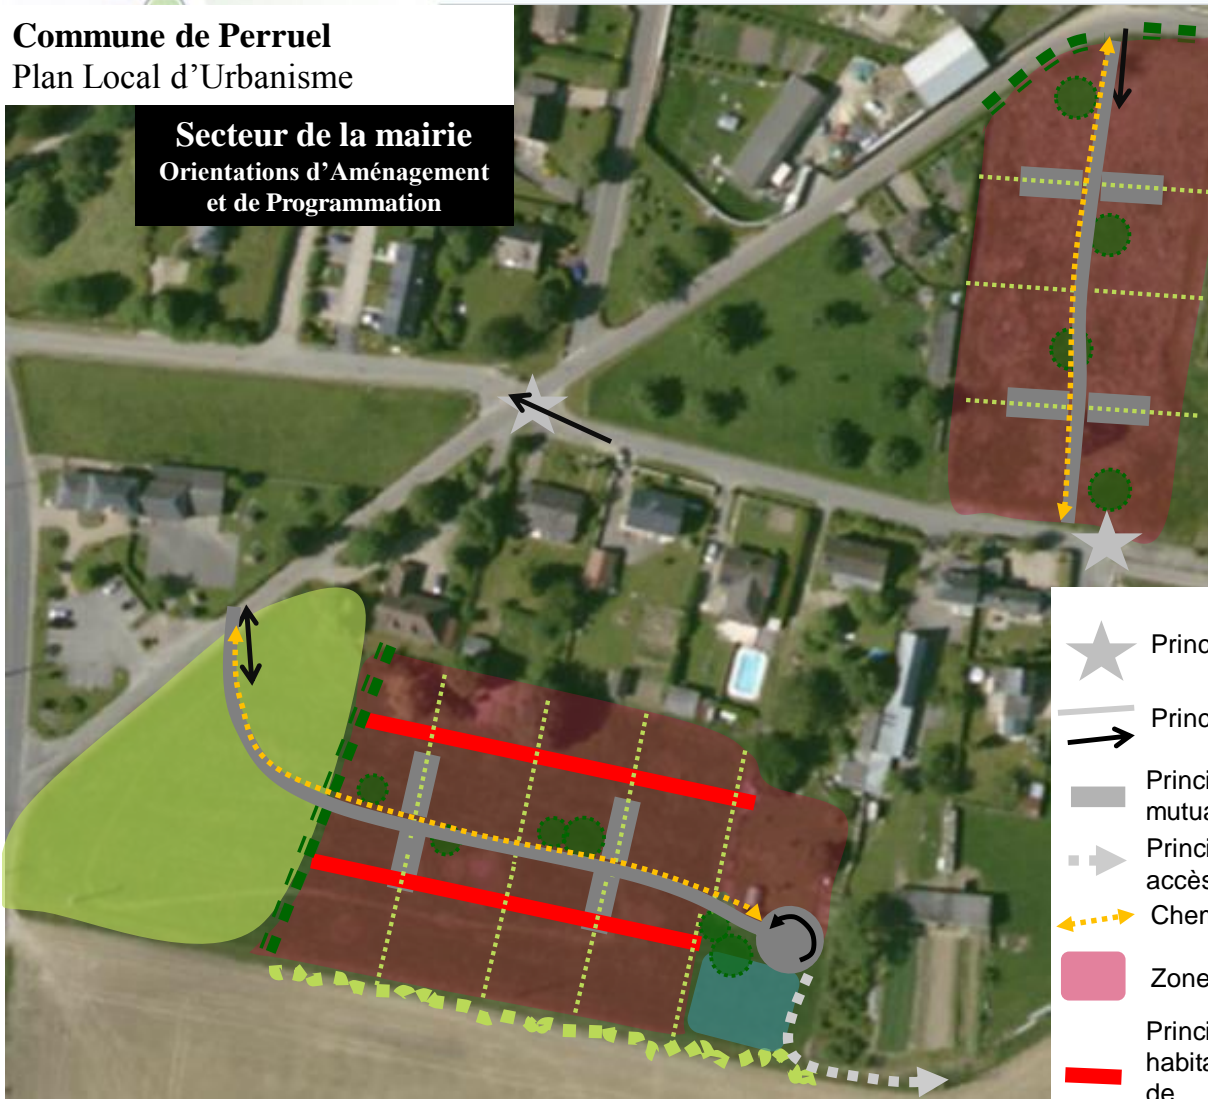 Commune de Perruel
Plan Local d'Urbanisme
Secteur de la mairie
Orientations d'Aménagement
et de Programmation
Princ
Princ
Princi
mutua
Princi
accès
Chem
Zone
Princi
habita
de